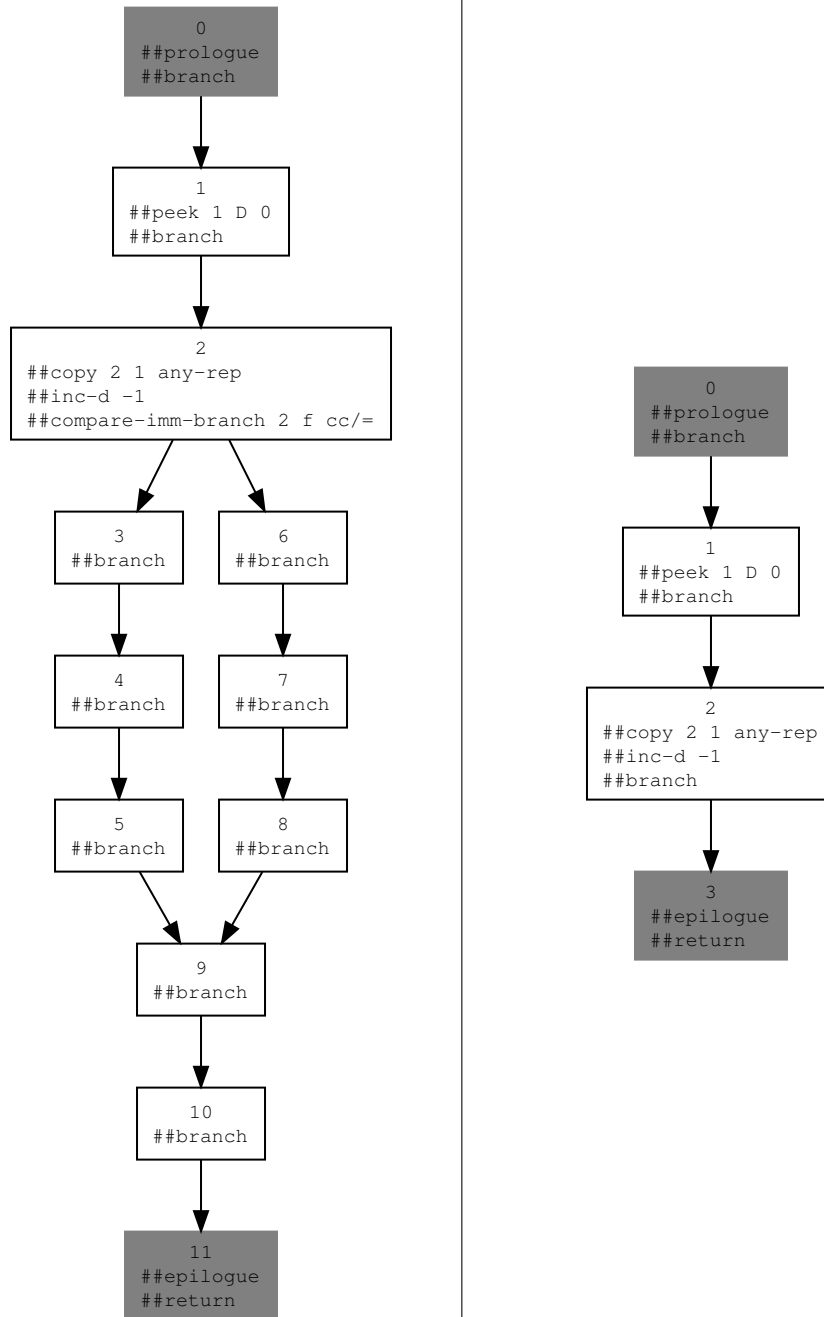 0
##prologue
##branch
1
##peek 1 D 0
##branch
2
##copy 2 1 any-rep
##inc-d -1
##compare-imm-branch 2 f cc/=
3
##branch
6
##branch
4
##branch
7
##branch
5
##branch
8
##branch
9
##branch
10
##branch
11
##epilogue
##return
0
##prologue
##branch
1
##peek 1 D 0
##branch
2
##copy 2 1 any-rep
##inc-d -1
##branch
3
##epilogue
##return